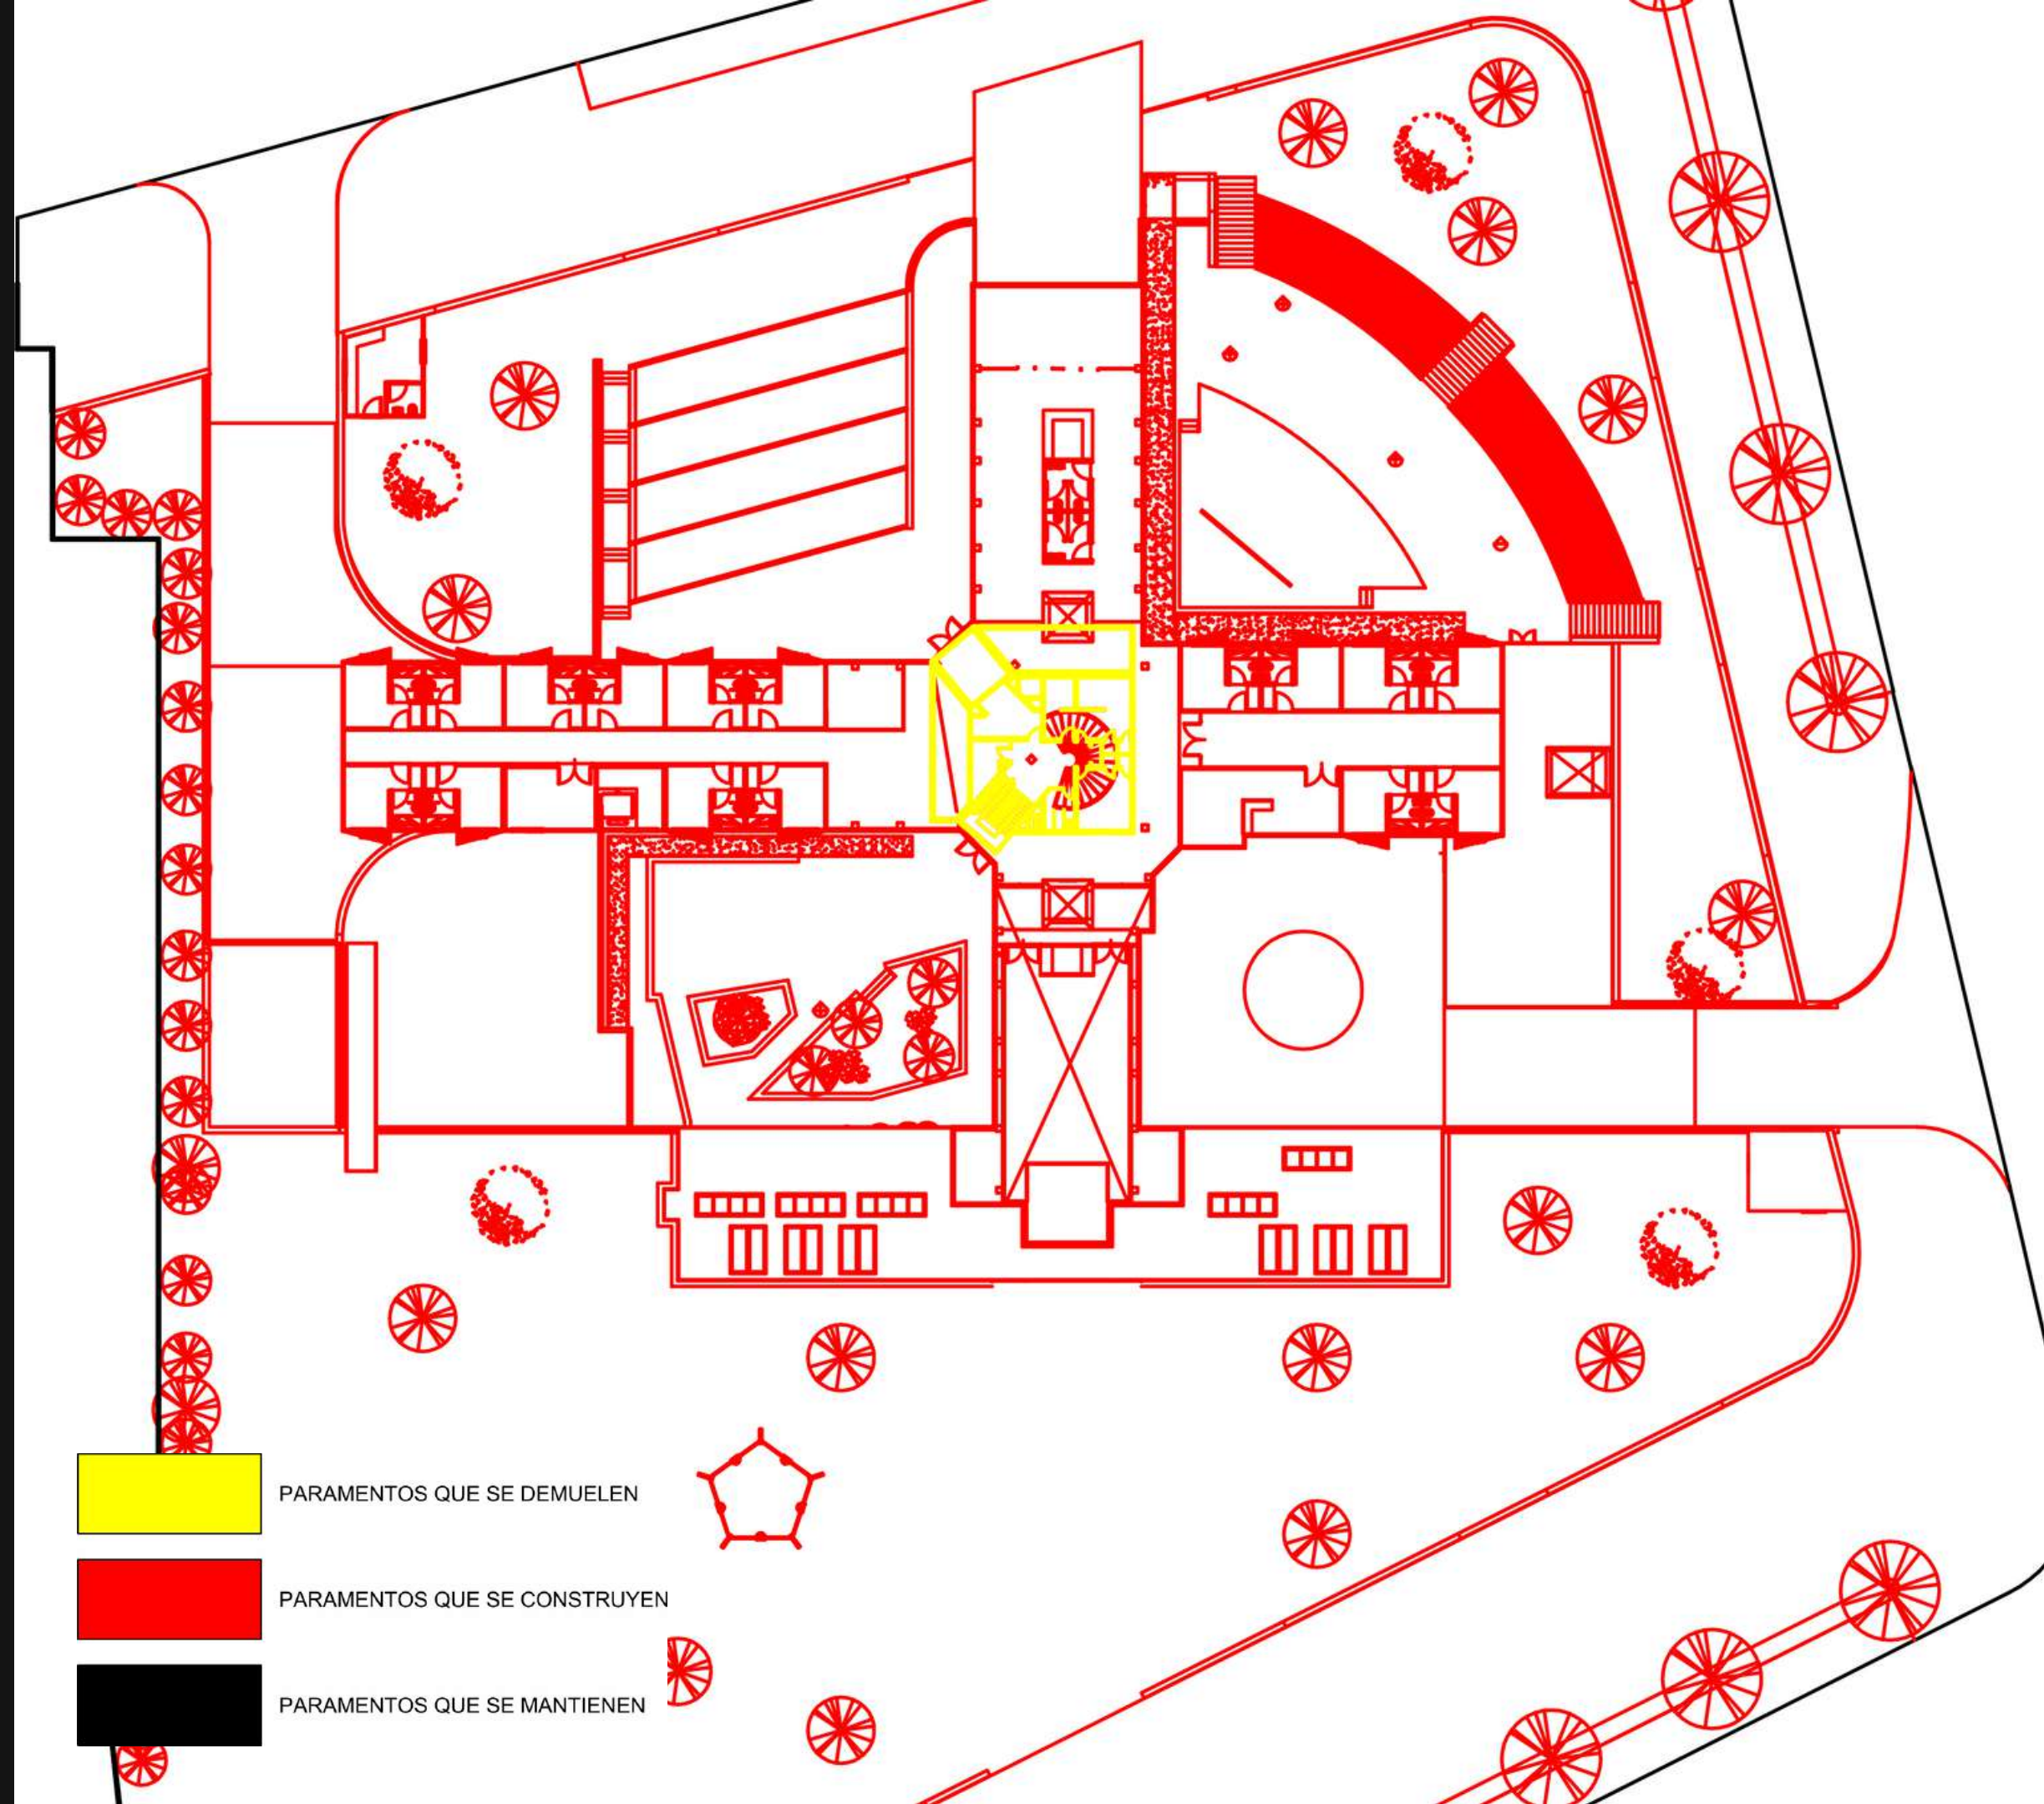 PARAMENTOS QUE SE DEMUELEN
PARAMENTOS QUE SE CONSTRUYEN
PARAMENTOS QUE SE MANTIENEN